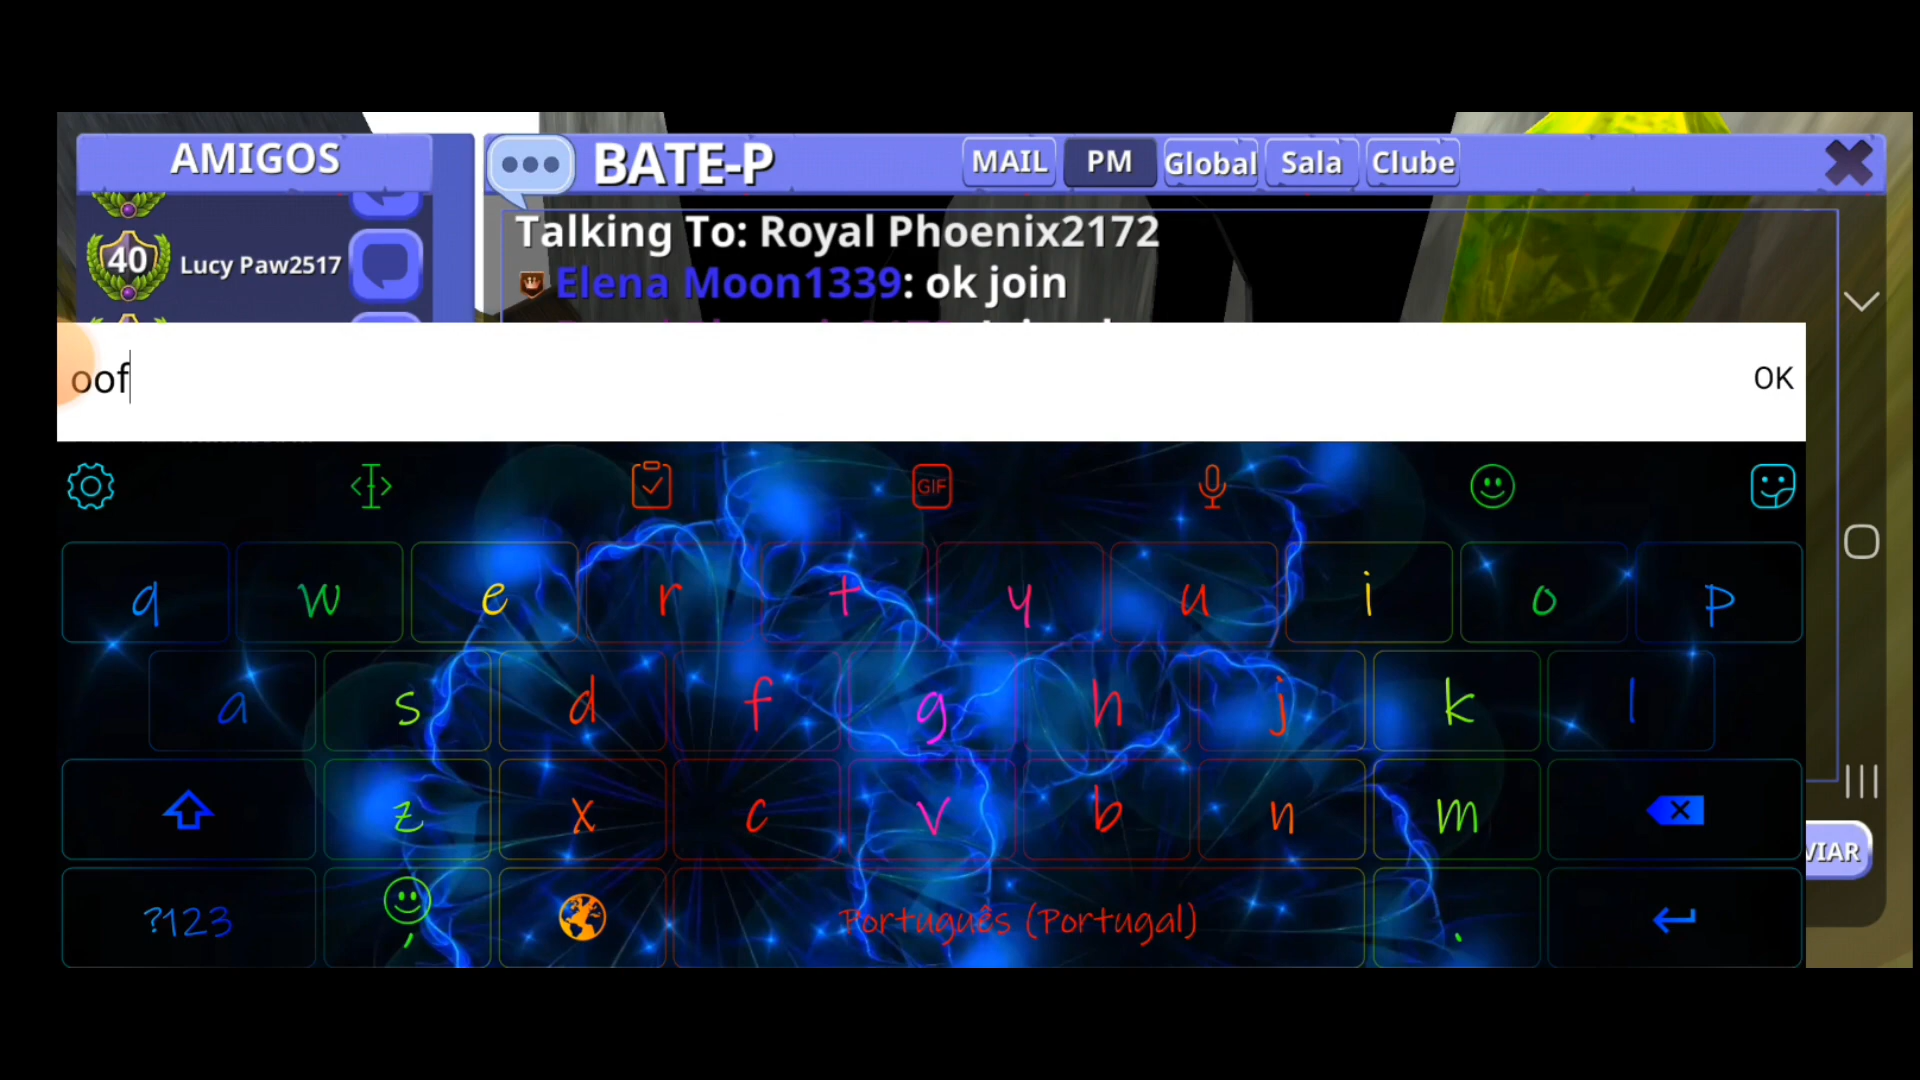 AMIGOS
BATE-P
MAIL
PM
Global
Sala
Clube
40 Lucy Paw2517
Talking To: Royal Phoenix2172
Elena Moon1339: ok join
oof
OK
GIF
q w e r t y u i o p
a s d f g h j k l
z x c v b n m
?123 , Português (Portugal) .
VIAR